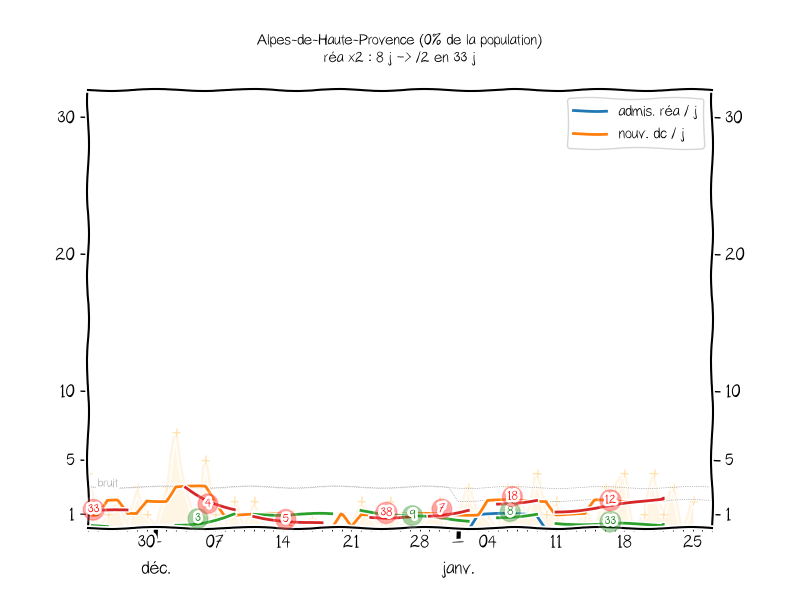 Alpes-de-Haute-Provence (0% de la population)
réa x2 : 8 j -> /2 en 33 j
admis. réa / j
nouv. dc / j
30 30
20 20
10 10
5 5
1 1
bruit
33 3 4 5 38 9 7 18 8 12 33
30 07 14 21 28 04 11 18 25
déc. janv.